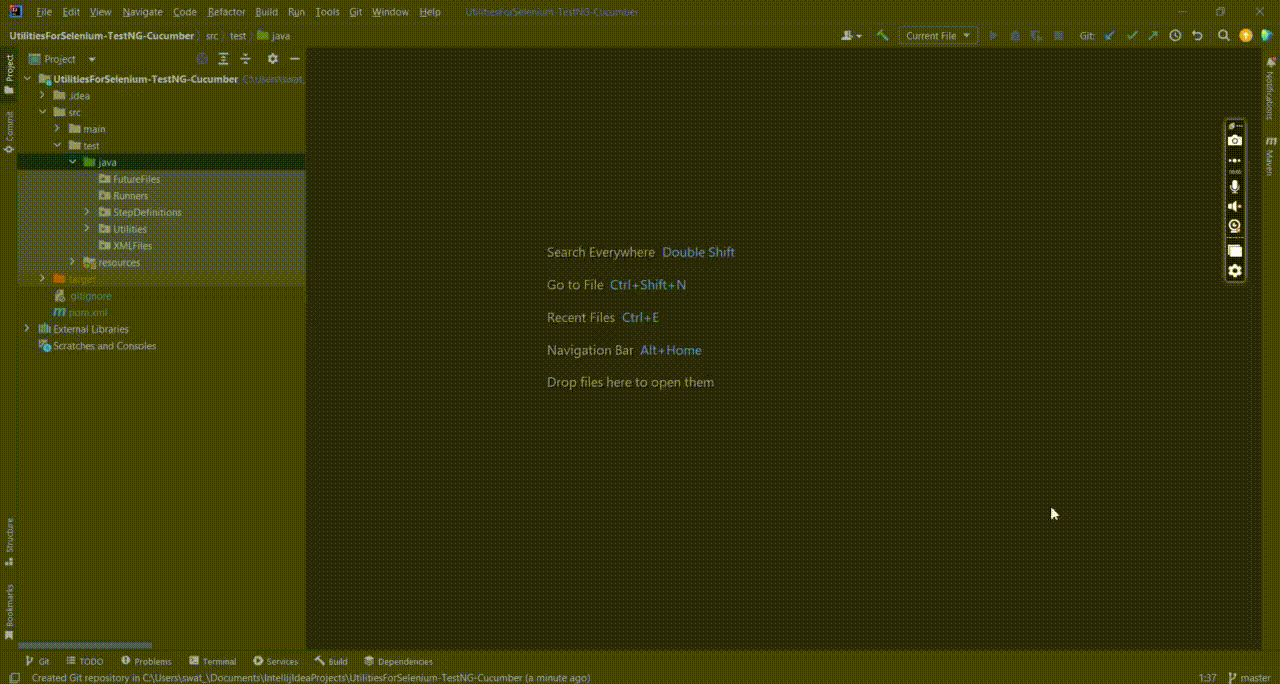 File Edit View Navigate Code Refactor Build Run Tools Git Window Help UtilitiesForSelenium-TestNG-Cucumber
UtilitiesForSelenium-TestNG-Cucumber src test java Current File Git:
Project
UtilitiesForSelenium-TestNG-Cucumber C:\Users\swat_
.idea
src
main
test
java
FutureFiles
Runners
StepDefinitions
Utilities
XMLFiles
resources
target
.gitignore
pom.xml
External Libraries
Scratches and Consoles
Project
Commit
Structure
Bookmarks
Search Everywhere Double Shift
Go to File Ctrl+Shift+N
Recent Files Ctrl+E
Navigation Bar Alt+Home
Drop files here to open them
Notifications
Maven
Git TODO Problems Terminal Services Build Dependencies
Created Git repository in C:\Users\swat_\Documents\IntellijIdeaProjects\UtilitiesForSelenium-TestNG-Cucumber (a minute ago) 1:37 master